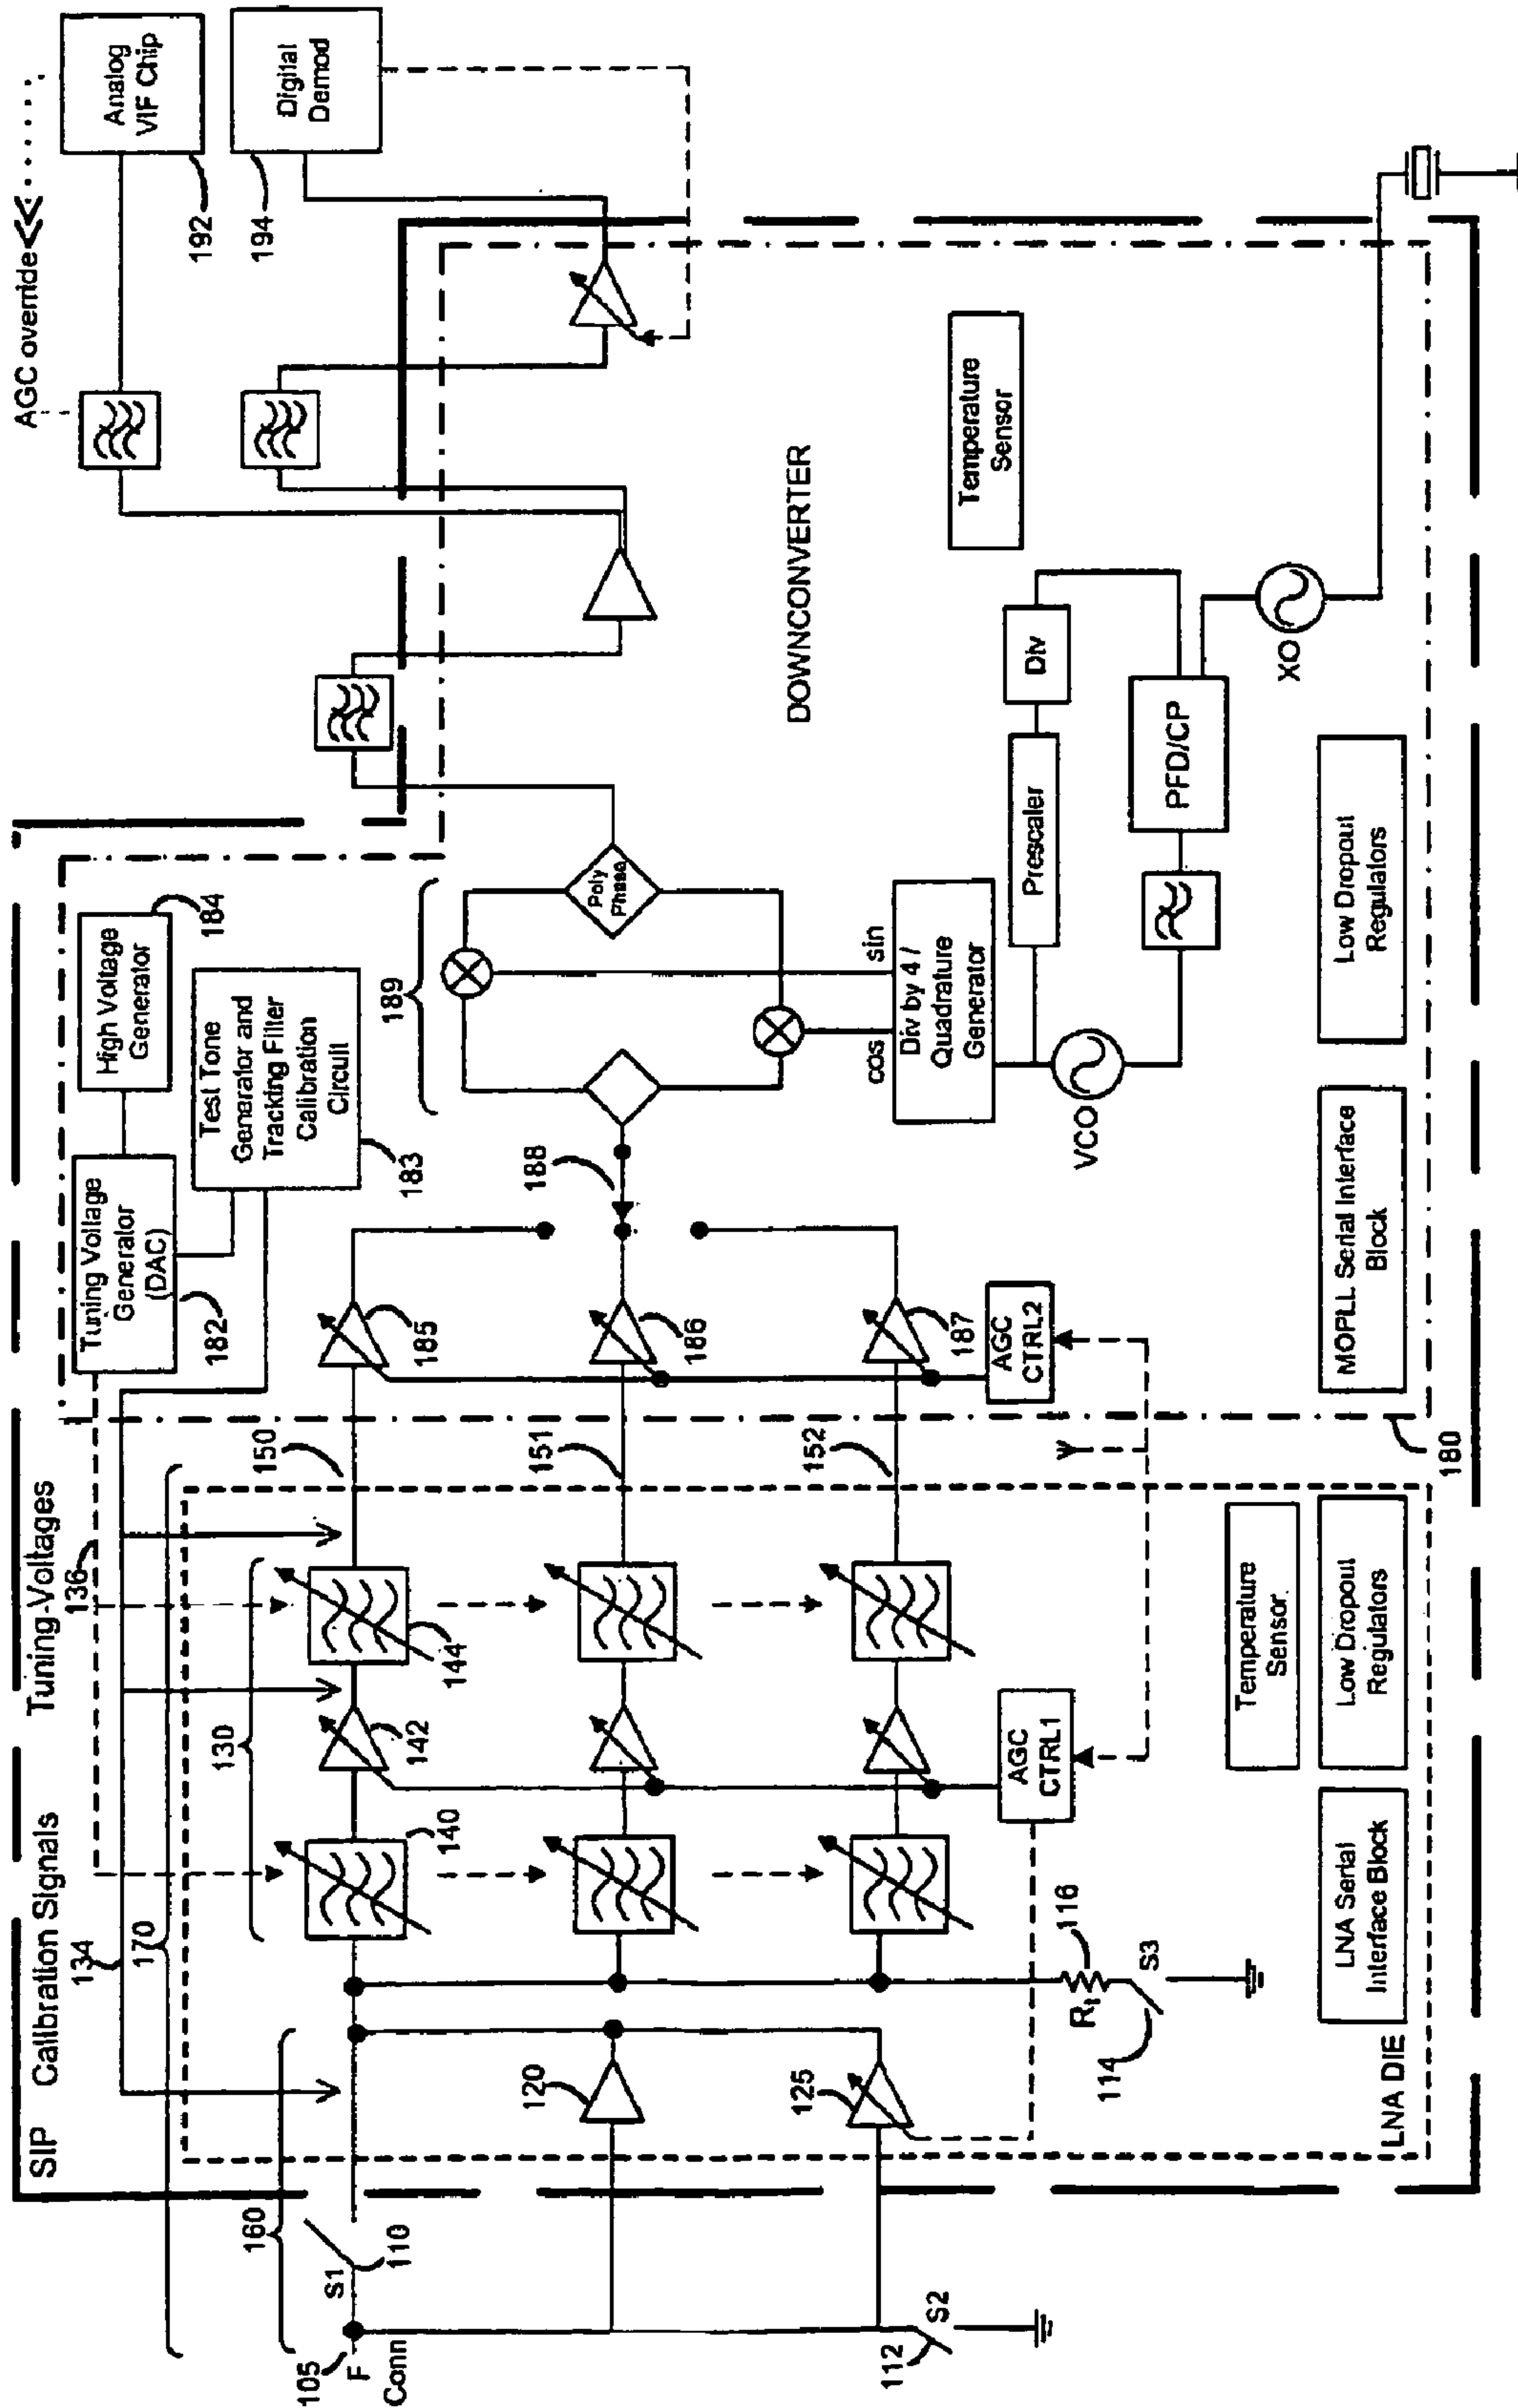 AGC override
Analog
VIF Chip
192
Digital
Demod
194
SIP
Calibration Signals
134
Tuning-Voltages
136
170
160
130
150
151
152
High Voltage
Generator
184
Tuning Voltage
Generator
(DAC)
182
Test Tone
Generator and
Tracking Filter
Calibration
Circuit
183
189
188
Poly
Phase
DOWNCONVERTER
Temperature
Sensor
105
F
Conn
S1
110
S2
112
120
125
140
142
144
185
186
187
AGC
CTRL1
AGC
CTRL2
Rt
116
S3
114
cos
sin
Div by 4 /
Quadrature
Generator
VCO
Prescaler
Div
PFD/CP
XO
LNA DIE
LNA Serial
Interface Block
Temperature
Sensor
Low Dropout
Regulators
180
MOPLL Serial Interface
Block
Low Dropout
Regulators